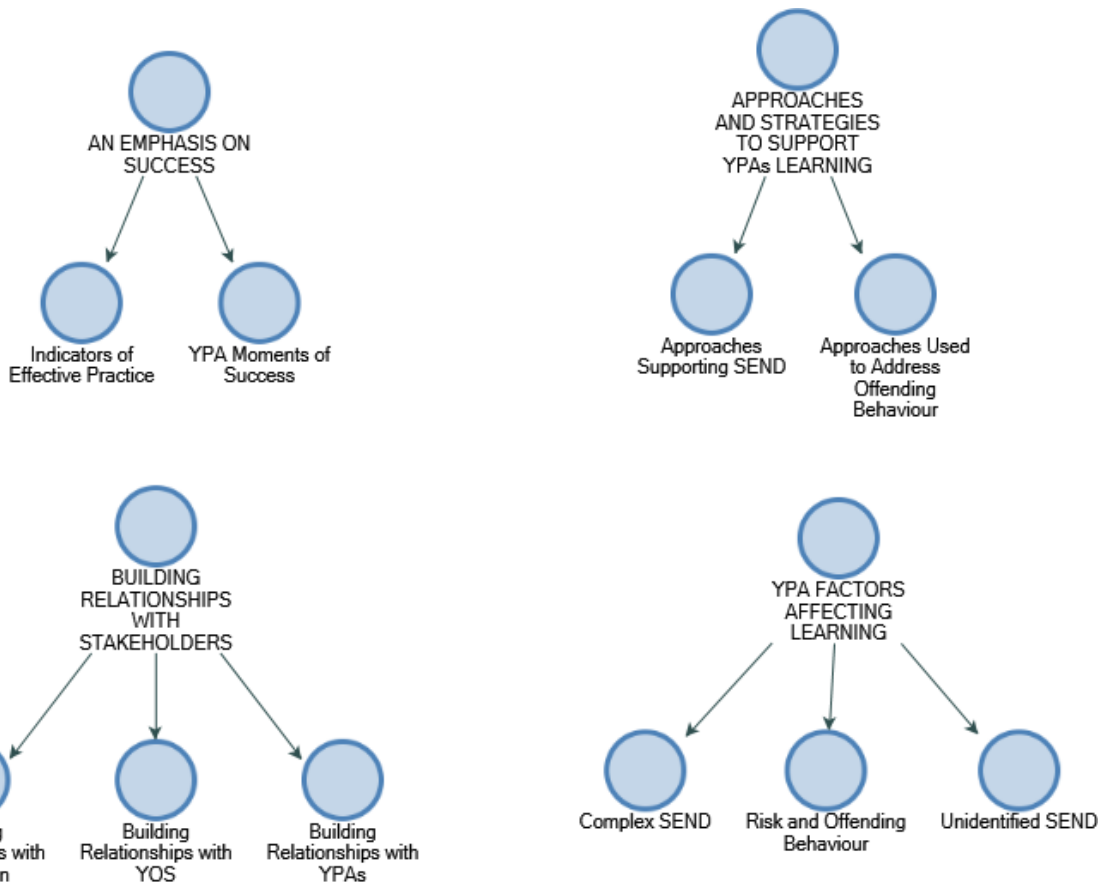 AN EMPHASIS ON
SUCCESS
Indicators of
Effective Practice
YPA Moments of
Success
APPROACHES
AND STRATEGIES
TO SUPPORT
YPAs LEARNING
Approaches
Supporting SEND
Approaches Used
to Address
Offending
Behaviour
BUILDING
RELATIONSHIPS
WITH
STAKEHOLDERS
with
Building
Relationships with
YOS
Building
Relationships with
YPAs
YPA FACTORS
AFFECTING
LEARNING
Complex SEND
Risk and Offending
Behaviour
Unidentified SEND